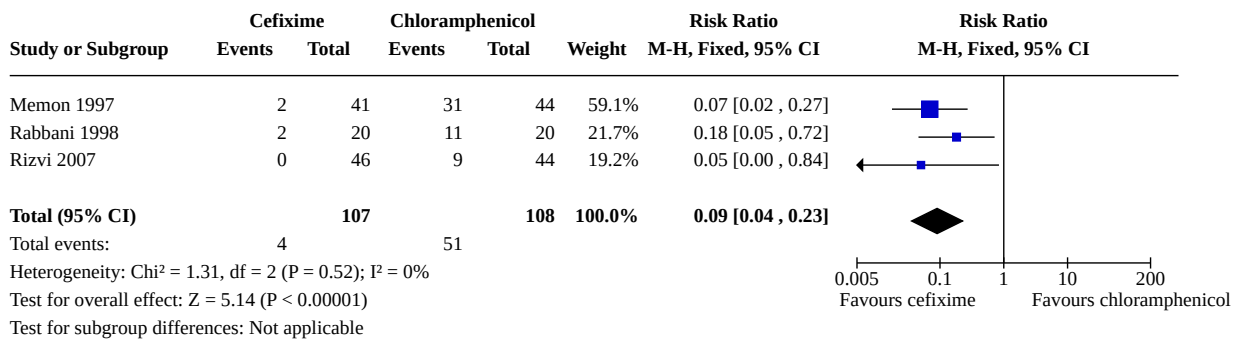 Cefixime Chloramphenicol Risk Ratio Risk Ratio
Study or Subgroup Events Total Events Total Weight M-H, Fixed, 95% CI M-H, Fixed, 95% CI
Memon 1997 2 41 31 44 59.1% 0.07 [0.02 , 0.27]
Rabbani 1998 2 20 11 20 21.7% 0.18 [0.05 , 0.72]
Rizvi 2007 0 46 9 44 19.2% 0.05 [0.00 , 0.84]
Total (95% CI) 107 108 100.0% 0.09 [0.04 , 0.23]
Total events: 4 51
Heterogeneity: Chi² = 1.31, df = 2 (P = 0.52); I² = 0%
0.005 0.1 1 10 200
Test for overall effect: Z = 5.14 (P < 0.00001)
Favours cefixime Favours chloramphenicol
Test for subgroup differences: Not applicable